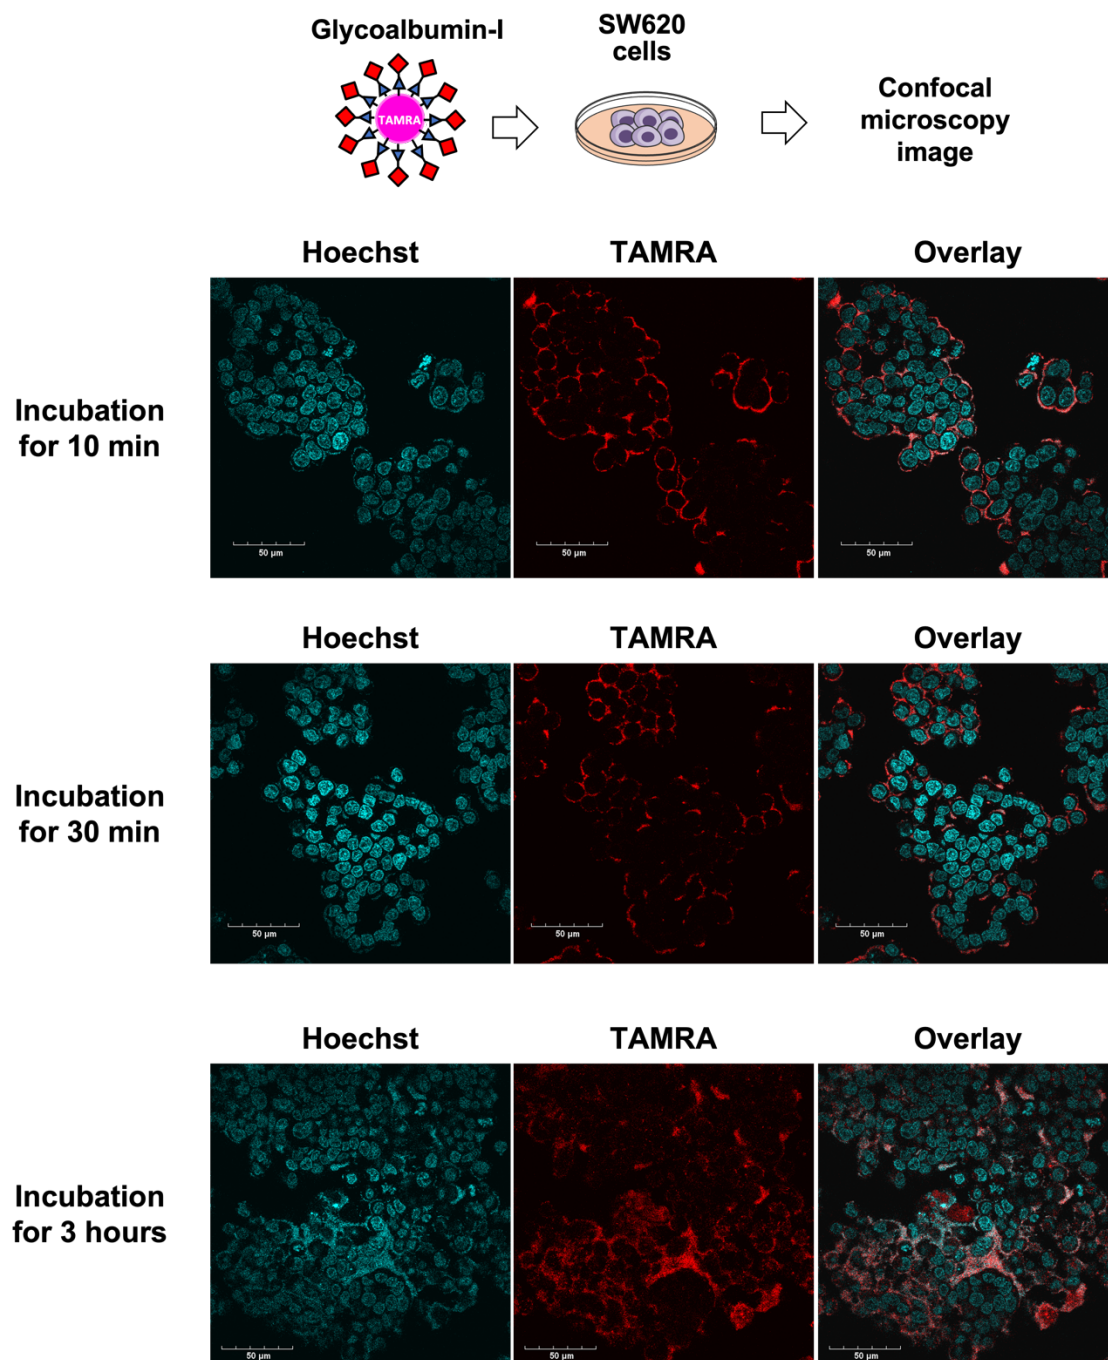 Glycoalbumin-I
SW620
cells
TAMRA
Confocal
microscopy
image
Hoechst
TAMRA
Overlay
Incubation
for 10 min
50 µm
50 µm
50 µm
Hoechst
TAMRA
Overlay
Incubation
for 30 min
50 µm
50 µm
50 µm
Hoechst
TAMRA
Overlay
Incubation
for 3 hours
50 µm
50 µm
50 µm